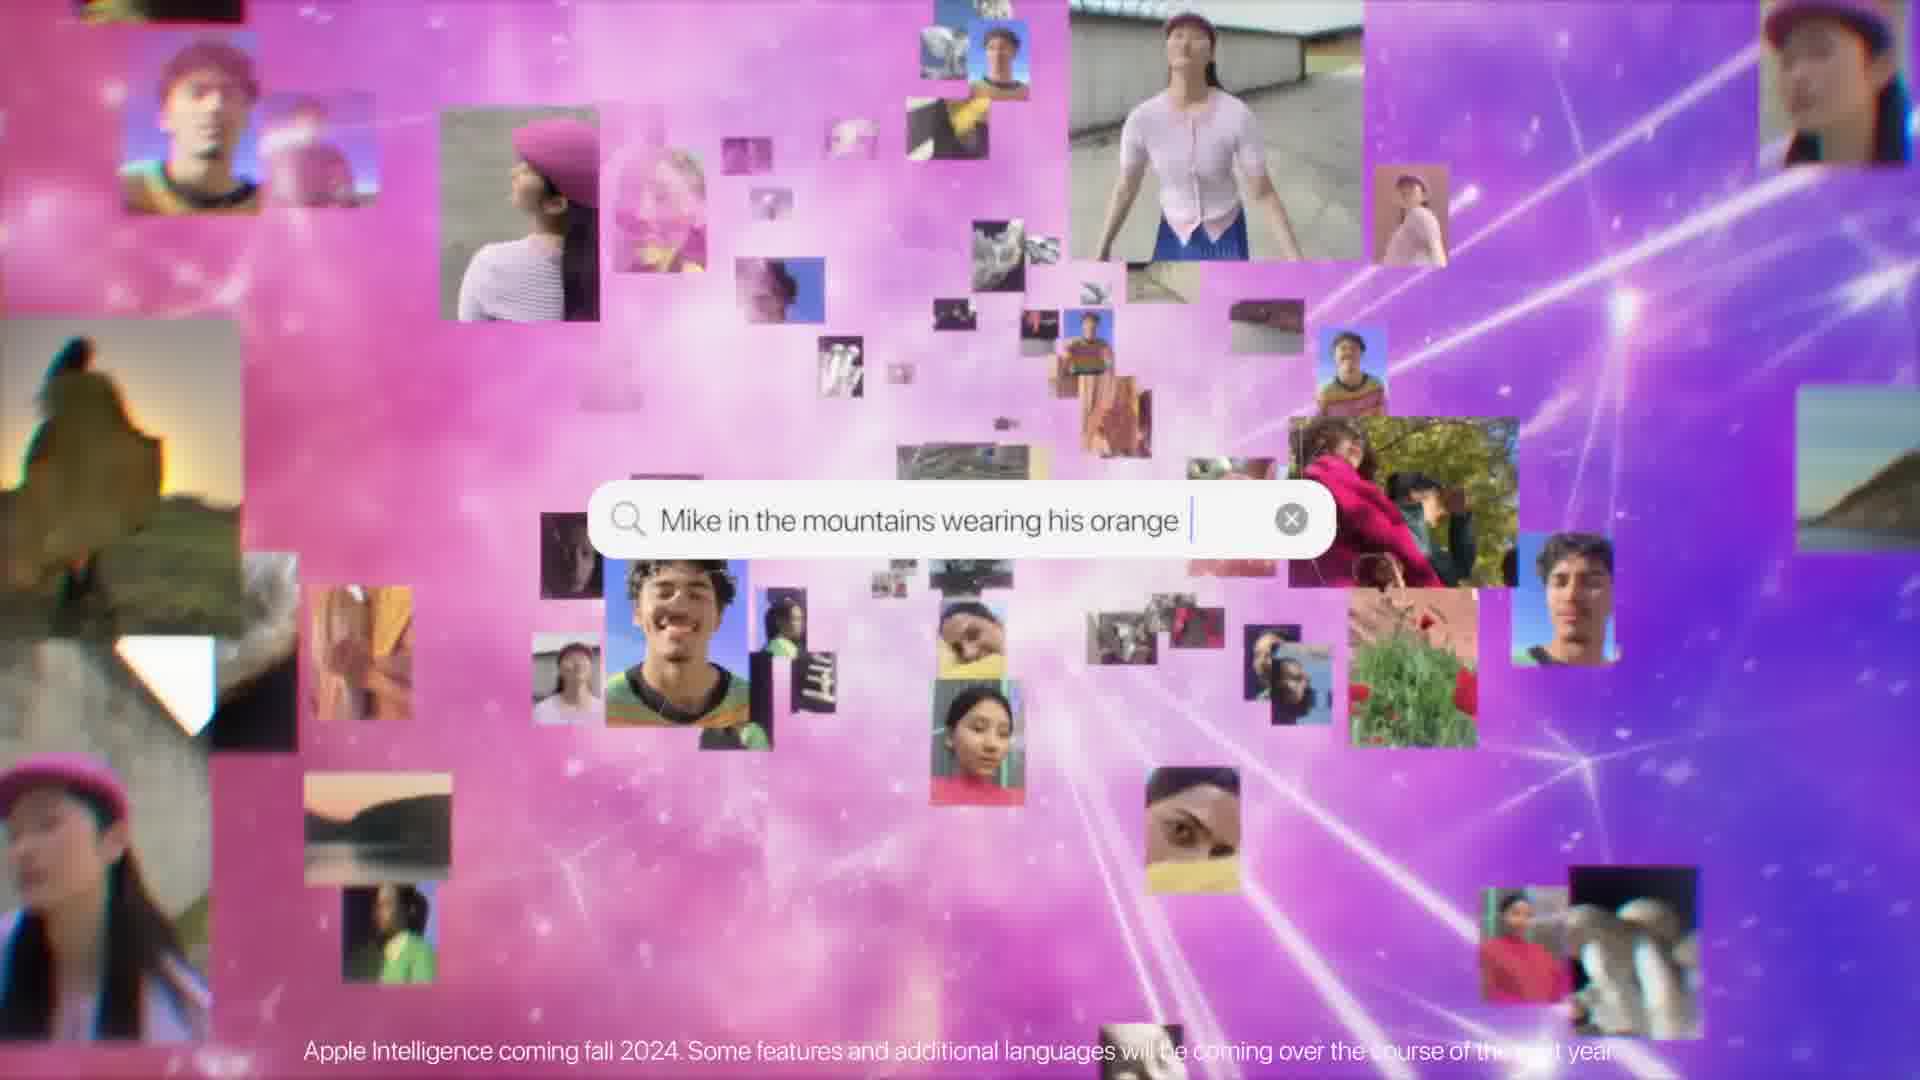 Mike in the mountains wearing his orange
Apple Intelligence coming fall 2024. Some features and additional languages will be coming over the course of the next year.